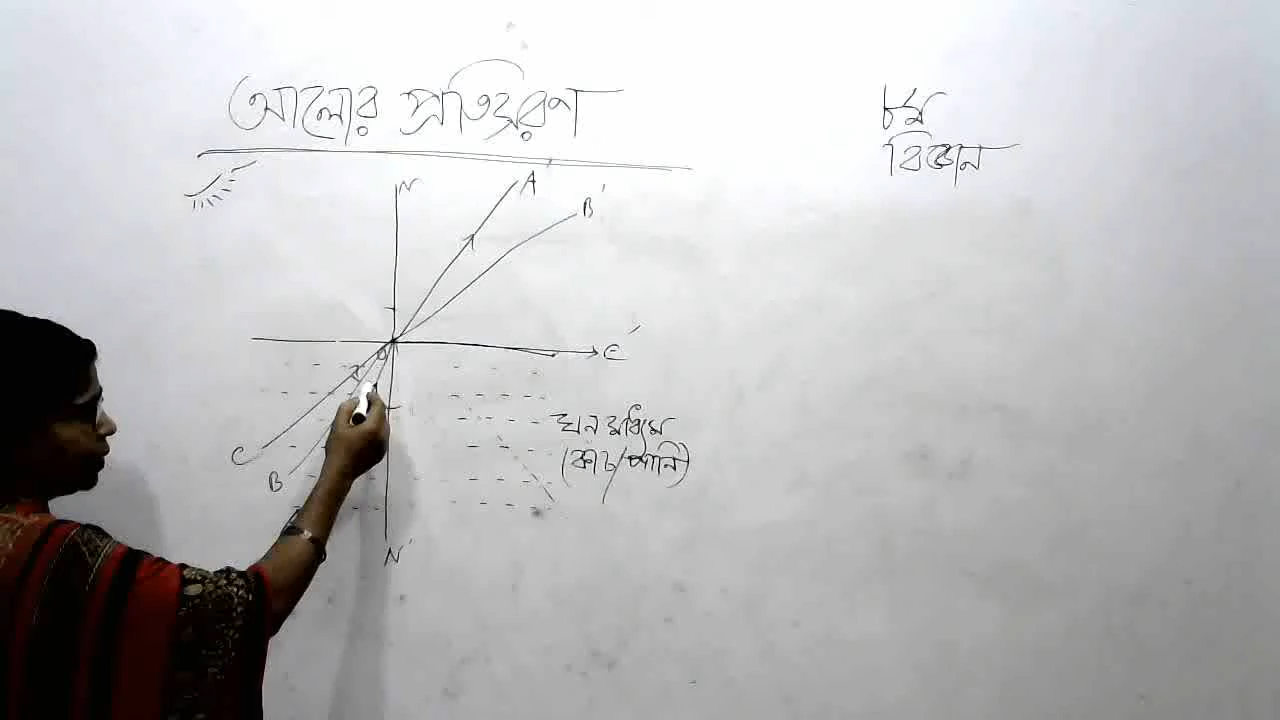 আলোর প্রতিসরণ
৮ম
বিজ্ঞান
N
A
B'
O
C'
ঘন মাধ্যমে
(কাচ/পানি)
C
B
N'